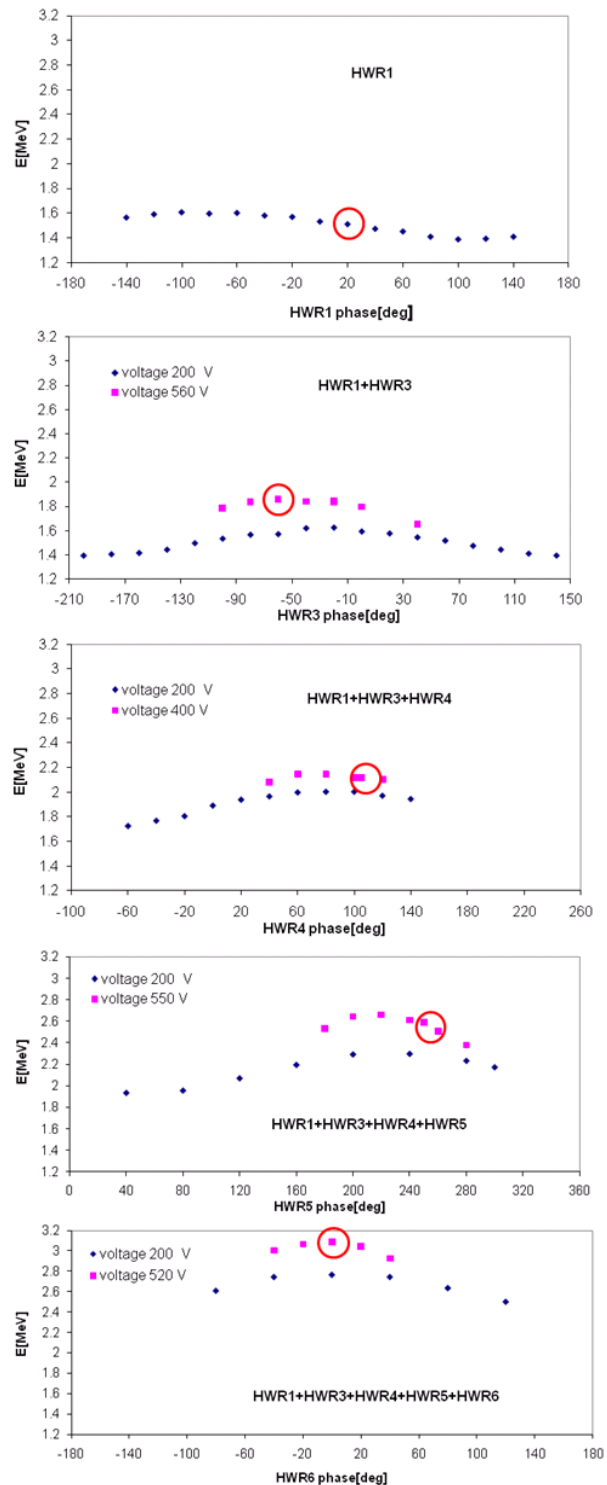 3.2
3
2.8
2.6
2.4
2.2
2
1.8
1.6
1.4
1.2
E[MeV]
HWR1
-180 -140 -100 -60 -20 20 60 100 140 180
HWR1 phase[deg]
3.2
3
2.8
2.6
2.4
2.2
2
1.8
1.6
1.4
1.2
E[MeV]
voltage 200 V
voltage 560 V
HWR1+HWR3
-210 -170 -130 -90 -50 -10 30 70 110 150
HWR3 phase[deg]
3.2
3
2.8
2.6
2.4
2.2
2
1.8
1.6
1.4
1.2
E[MeV]
voltage 200 V
voltage 400 V
HWR1+HWR3+HWR4
-100 -60 -20 20 60 100 140 180 220 260
HWR4 phase[deg]
3.2
3
2.8
2.6
2.4
2.2
2
1.8
1.6
1.4
1.2
E[MeV]
voltage 200 V
voltage 550 V
HWR1+HWR3+HWR4+HWR5
0 40 80 120 160 200 240 280 320 360
HWR5 phase[deg]
3.2
3
2.8
2.6
2.4
2.2
2
1.8
1.6
1.4
1.2
E[MeV]
voltage 200 V
voltage 520 V
HWR1+HWR3+HWR4+HWR5+HWR6
-180 -140 -100 -60 -20 20 60 100 140 180
HWR6 phase[deg]